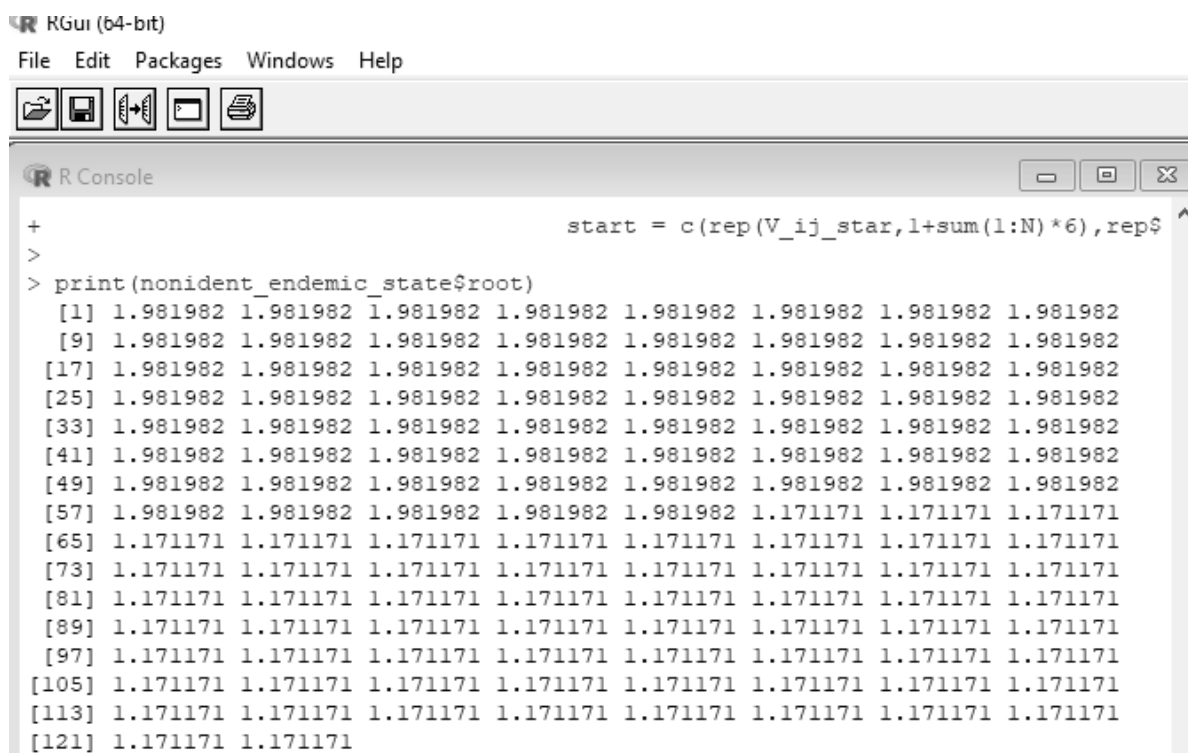 RGui (64-bit)
File Edit Packages Windows Help
R Console
+ start = c(rep(V_ij_star,1+sum(1:N)*6),rep$
>
> print(nonident_endemic_state$root)
[1] 1.981982 1.981982 1.981982 1.981982 1.981982 1.981982 1.981982 1.981982
[9] 1.981982 1.981982 1.981982 1.981982 1.981982 1.981982 1.981982 1.981982
[17] 1.981982 1.981982 1.981982 1.981982 1.981982 1.981982 1.981982 1.981982
[25] 1.981982 1.981982 1.981982 1.981982 1.981982 1.981982 1.981982 1.981982
[33] 1.981982 1.981982 1.981982 1.981982 1.981982 1.981982 1.981982 1.981982
[41] 1.981982 1.981982 1.981982 1.981982 1.981982 1.981982 1.981982 1.981982
[49] 1.981982 1.981982 1.981982 1.981982 1.981982 1.981982 1.981982 1.981982
[57] 1.981982 1.981982 1.981982 1.981982 1.981982 1.171171 1.171171 1.171171
[65] 1.171171 1.171171 1.171171 1.171171 1.171171 1.171171 1.171171 1.171171
[73] 1.171171 1.171171 1.171171 1.171171 1.171171 1.171171 1.171171 1.171171
[81] 1.171171 1.171171 1.171171 1.171171 1.171171 1.171171 1.171171 1.171171
[89] 1.171171 1.171171 1.171171 1.171171 1.171171 1.171171 1.171171 1.171171
[97] 1.171171 1.171171 1.171171 1.171171 1.171171 1.171171 1.171171 1.171171
[105] 1.171171 1.171171 1.171171 1.171171 1.171171 1.171171 1.171171 1.171171
[113] 1.171171 1.171171 1.171171 1.171171 1.171171 1.171171 1.171171 1.171171
[121] 1.171171 1.171171